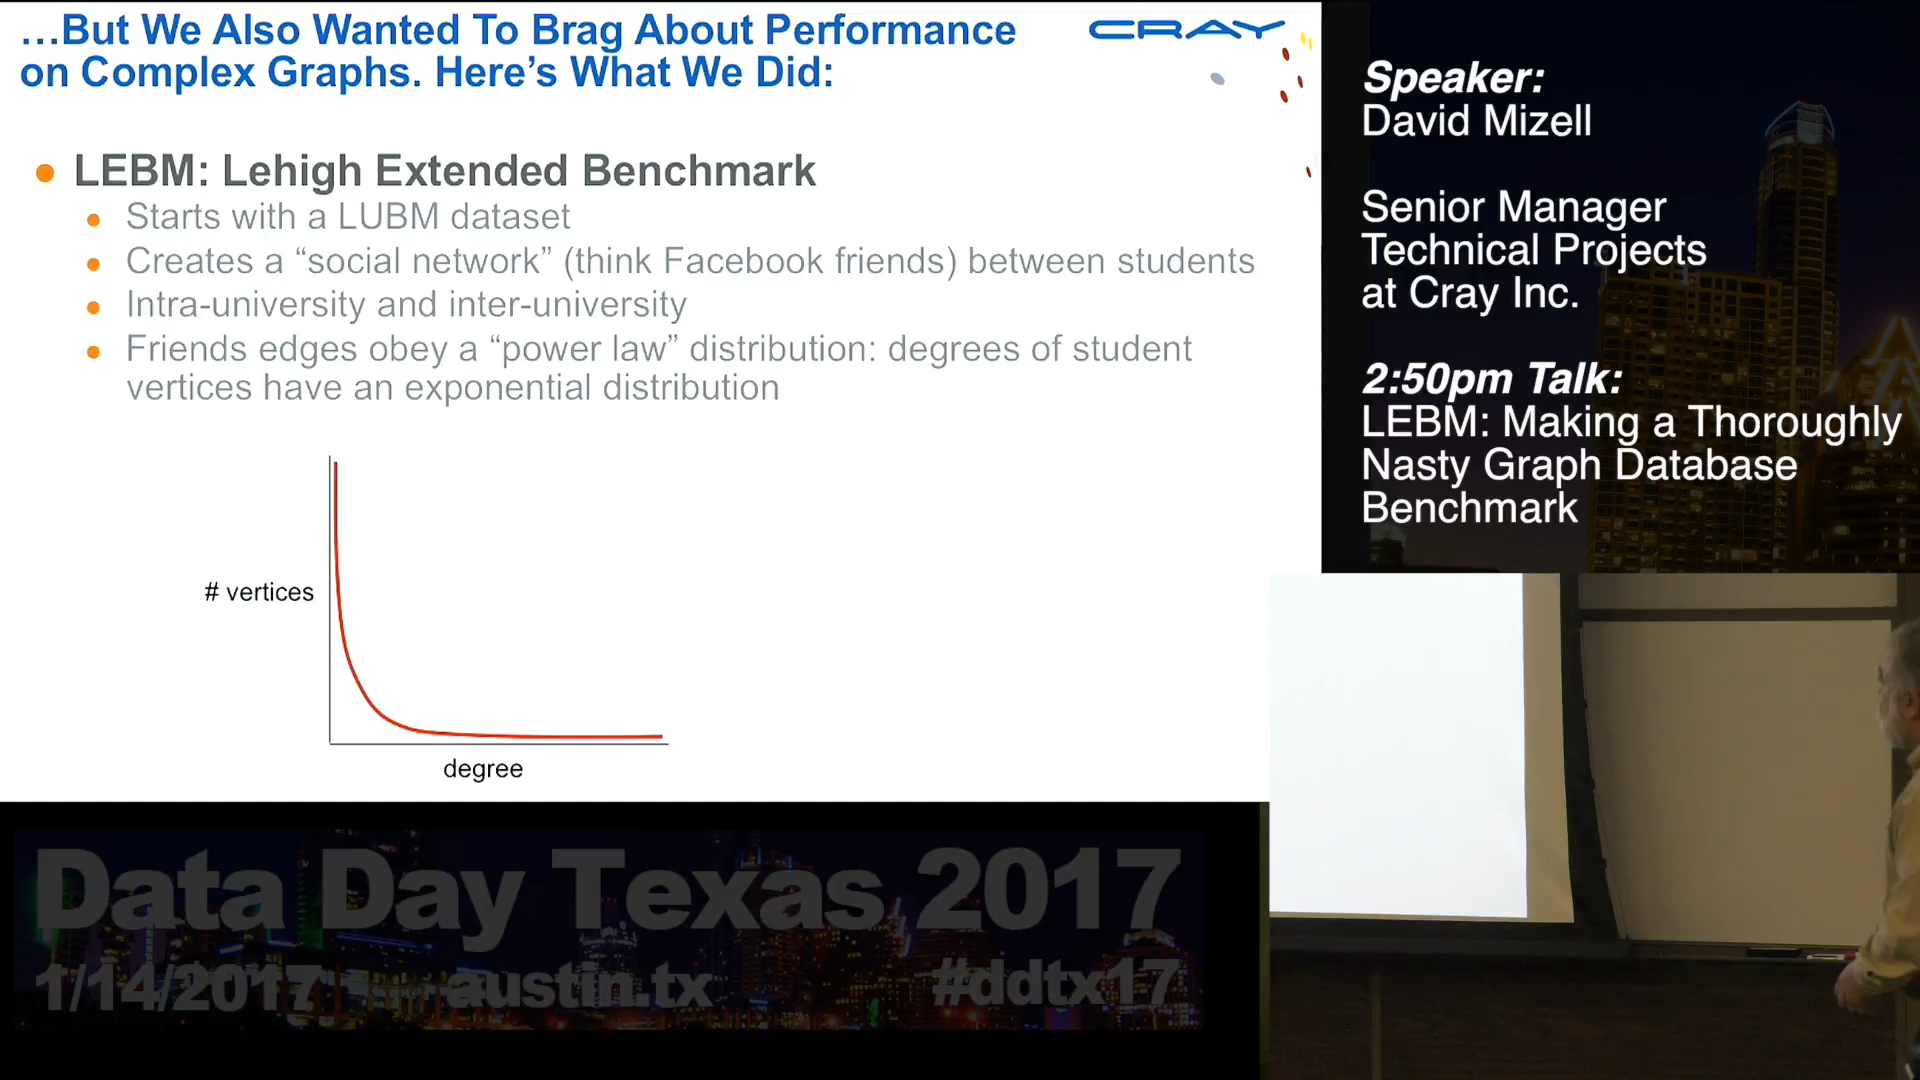 …But We Also Wanted To Brag About Performance
on Complex Graphs. Here’s What We Did:
CRAY
LEBM: Lehigh Extended Benchmark
Starts with a LUBM dataset
Creates a “social network” (think Facebook friends) between students
Intra-university and inter-university
Friends edges obey a “power law” distribution: degrees of student
vertices have an exponential distribution
# vertices
degree
Speaker:
David Mizell
Senior Manager
Technical Projects
at Cray Inc.
2:50pm Talk:
LEBM: Making a Thoroughly
Nasty Graph Database
Benchmark
Data Day Texas 2017
1/14/2017 austin.tx #ddtx17